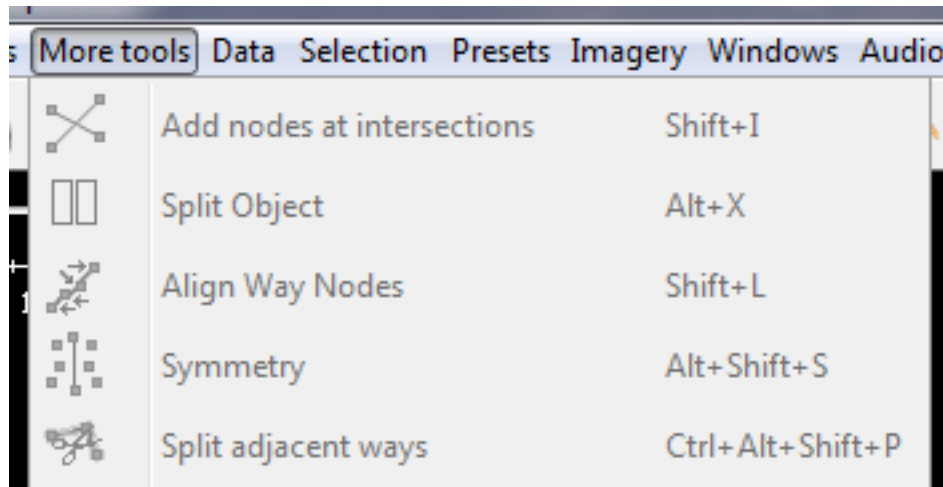 More tools Data Selection Presets Imagery Windows Audio
Add nodes at intersections Shift+I
Split Object Alt+X
Align Way Nodes Shift+L
Symmetry Alt+Shift+S
Split adjacent ways Ctrl+Alt+Shift+P